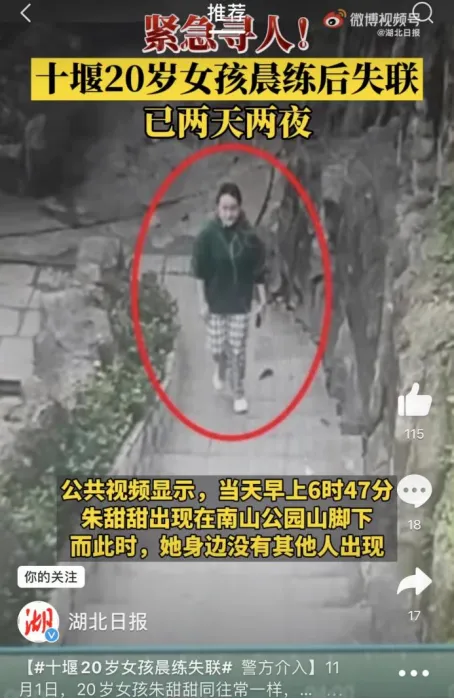 推荐
微博视频号
@湖北日报
紧急寻人！
十堰20岁女孩晨练后失联
已两天两夜
公共视频显示，当天早上6时47分
朱甜甜出现在南山公园山脚下
而此时，她身边没有其他人出现
115
18
17
你的关注
湖
湖北日报
【#十堰20岁女孩晨练失联# 警方介入】11
月1日，20岁女孩朱甜甜同往常一样，...